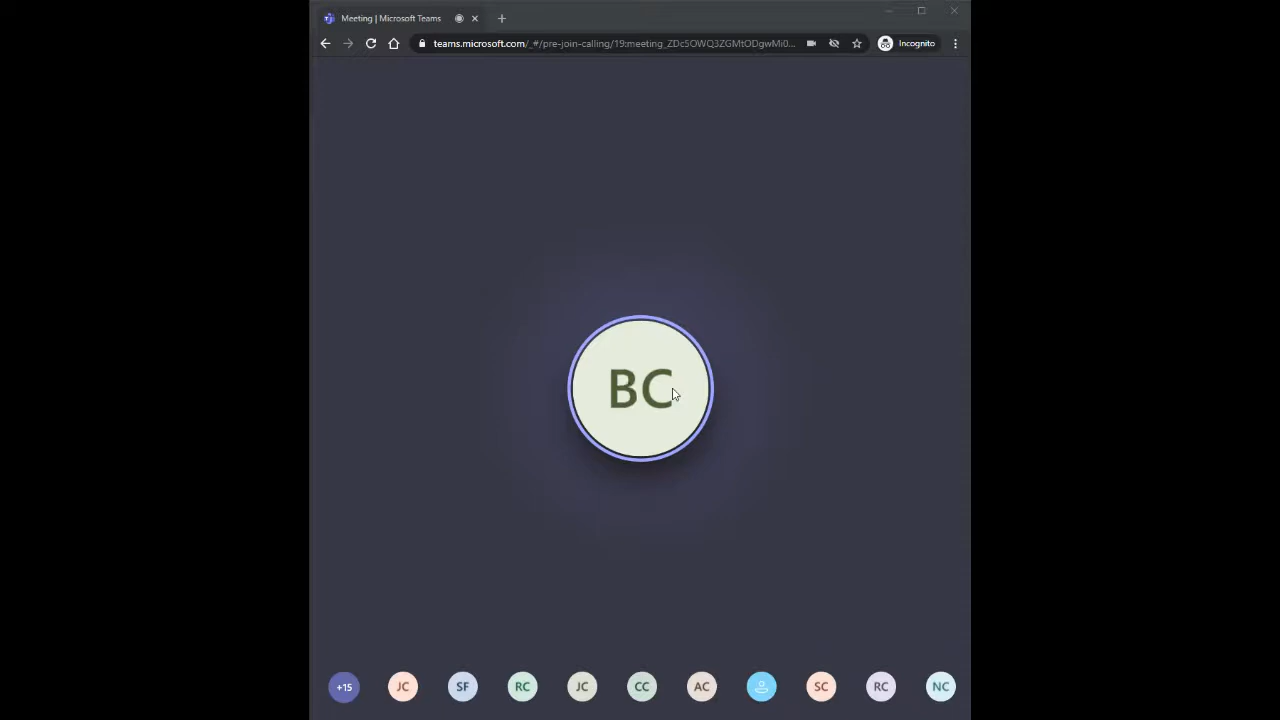 Meeting | Microsoft Teams
teams.microsoft.com/_#/pre-join-calling/19:meeting_ZDc5OWQ3ZGMtODgwMi0...
Incognito
BC
+15 JC SF RC JC CC AC SC RC NC